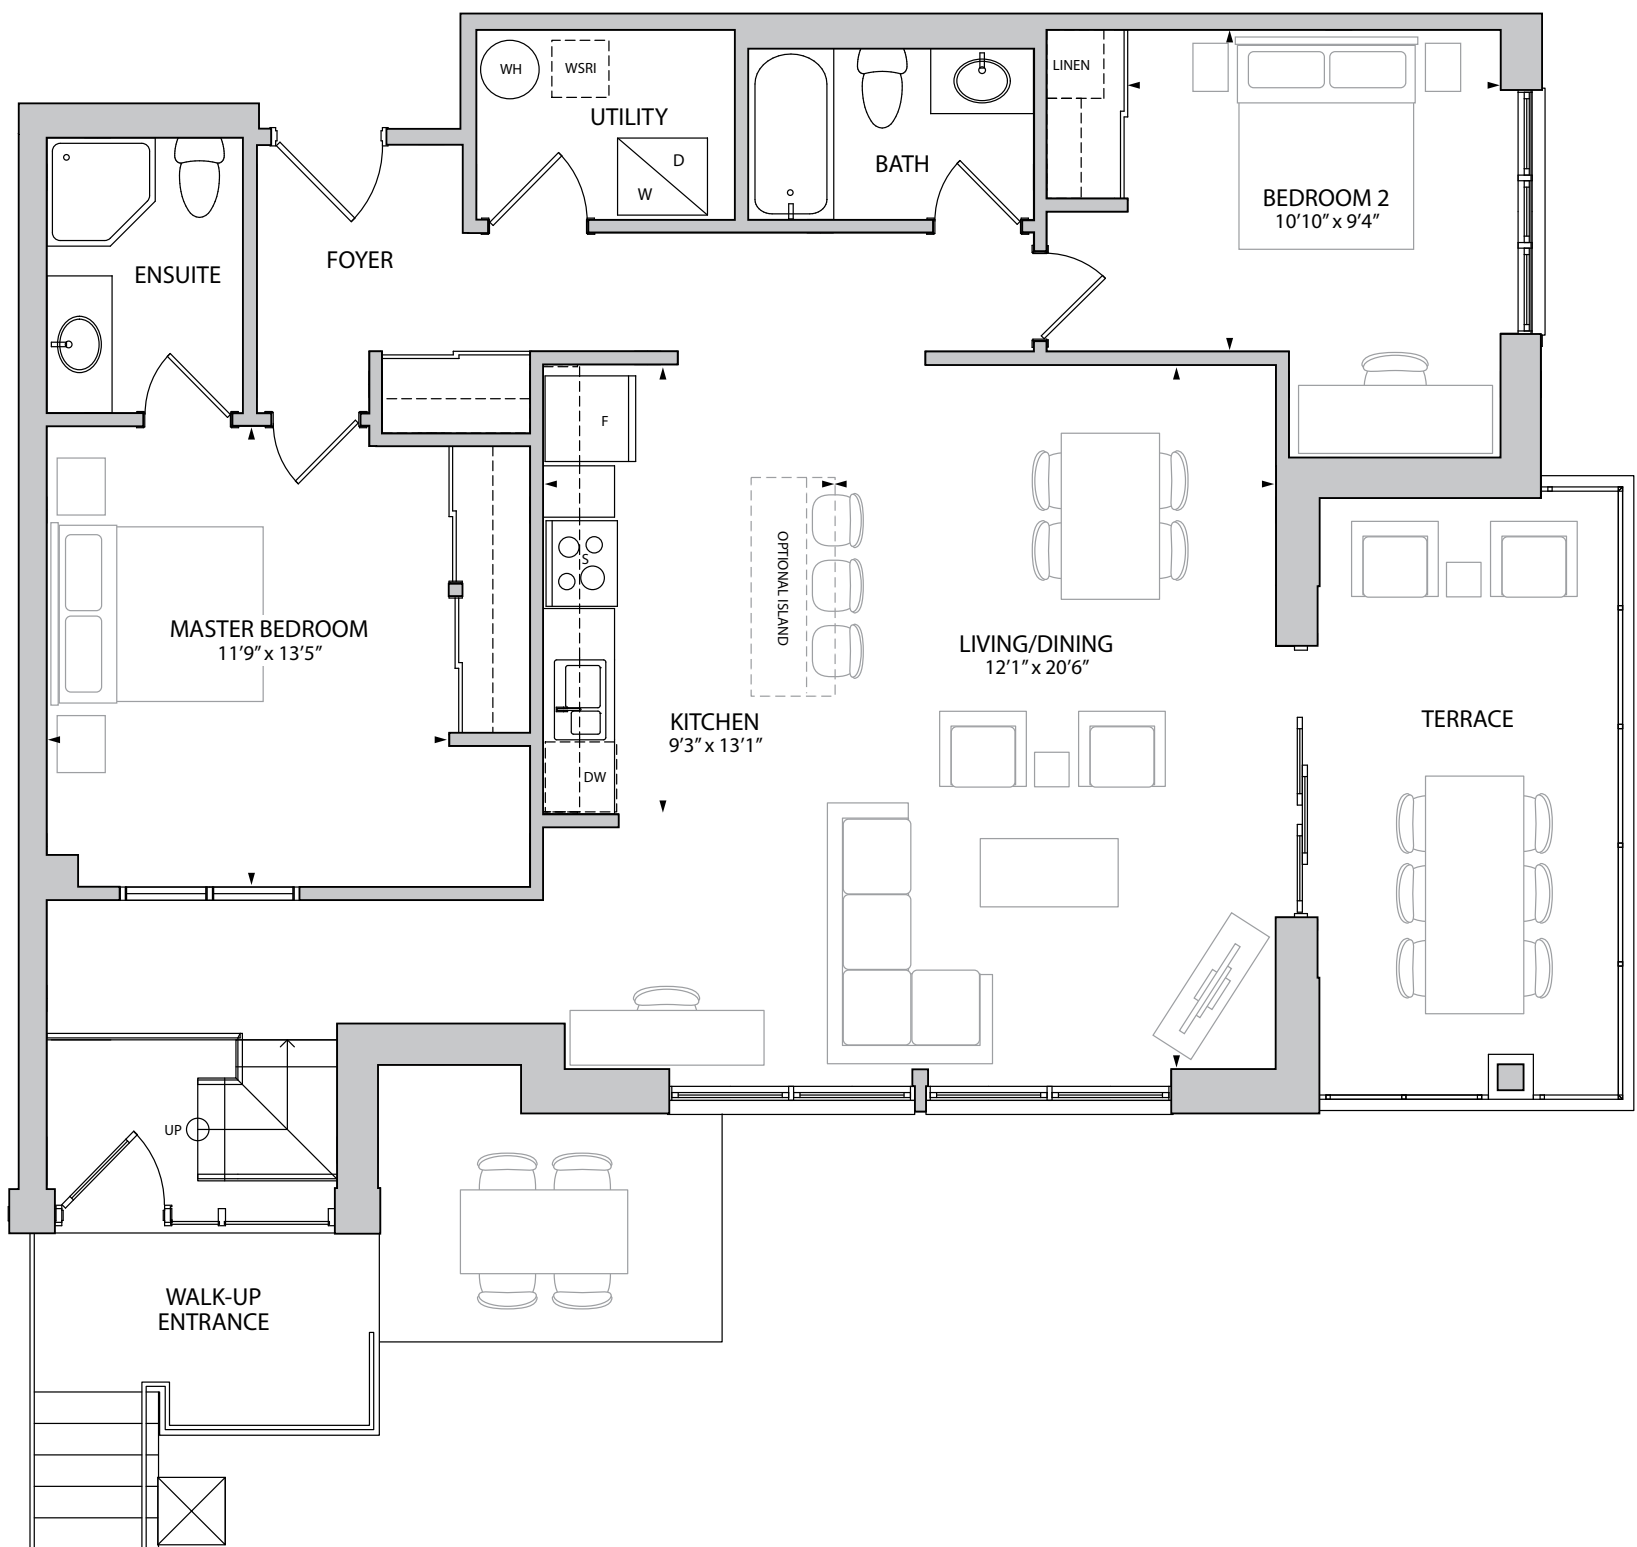 WH
WSRI
UTILITY
D
W
BATH
LINEN
BEDROOM 2
10'10" x 9'4"
ENSUITE
FOYER
F
S
DW
OPTIONAL ISLAND
MASTER BEDROOM
11'9" x 13'5"
KITCHEN
9'3" x 13'1"
LIVING/DINING
12'1" x 20'6"
TERRACE
UP
WALK-UP
ENTRANCE